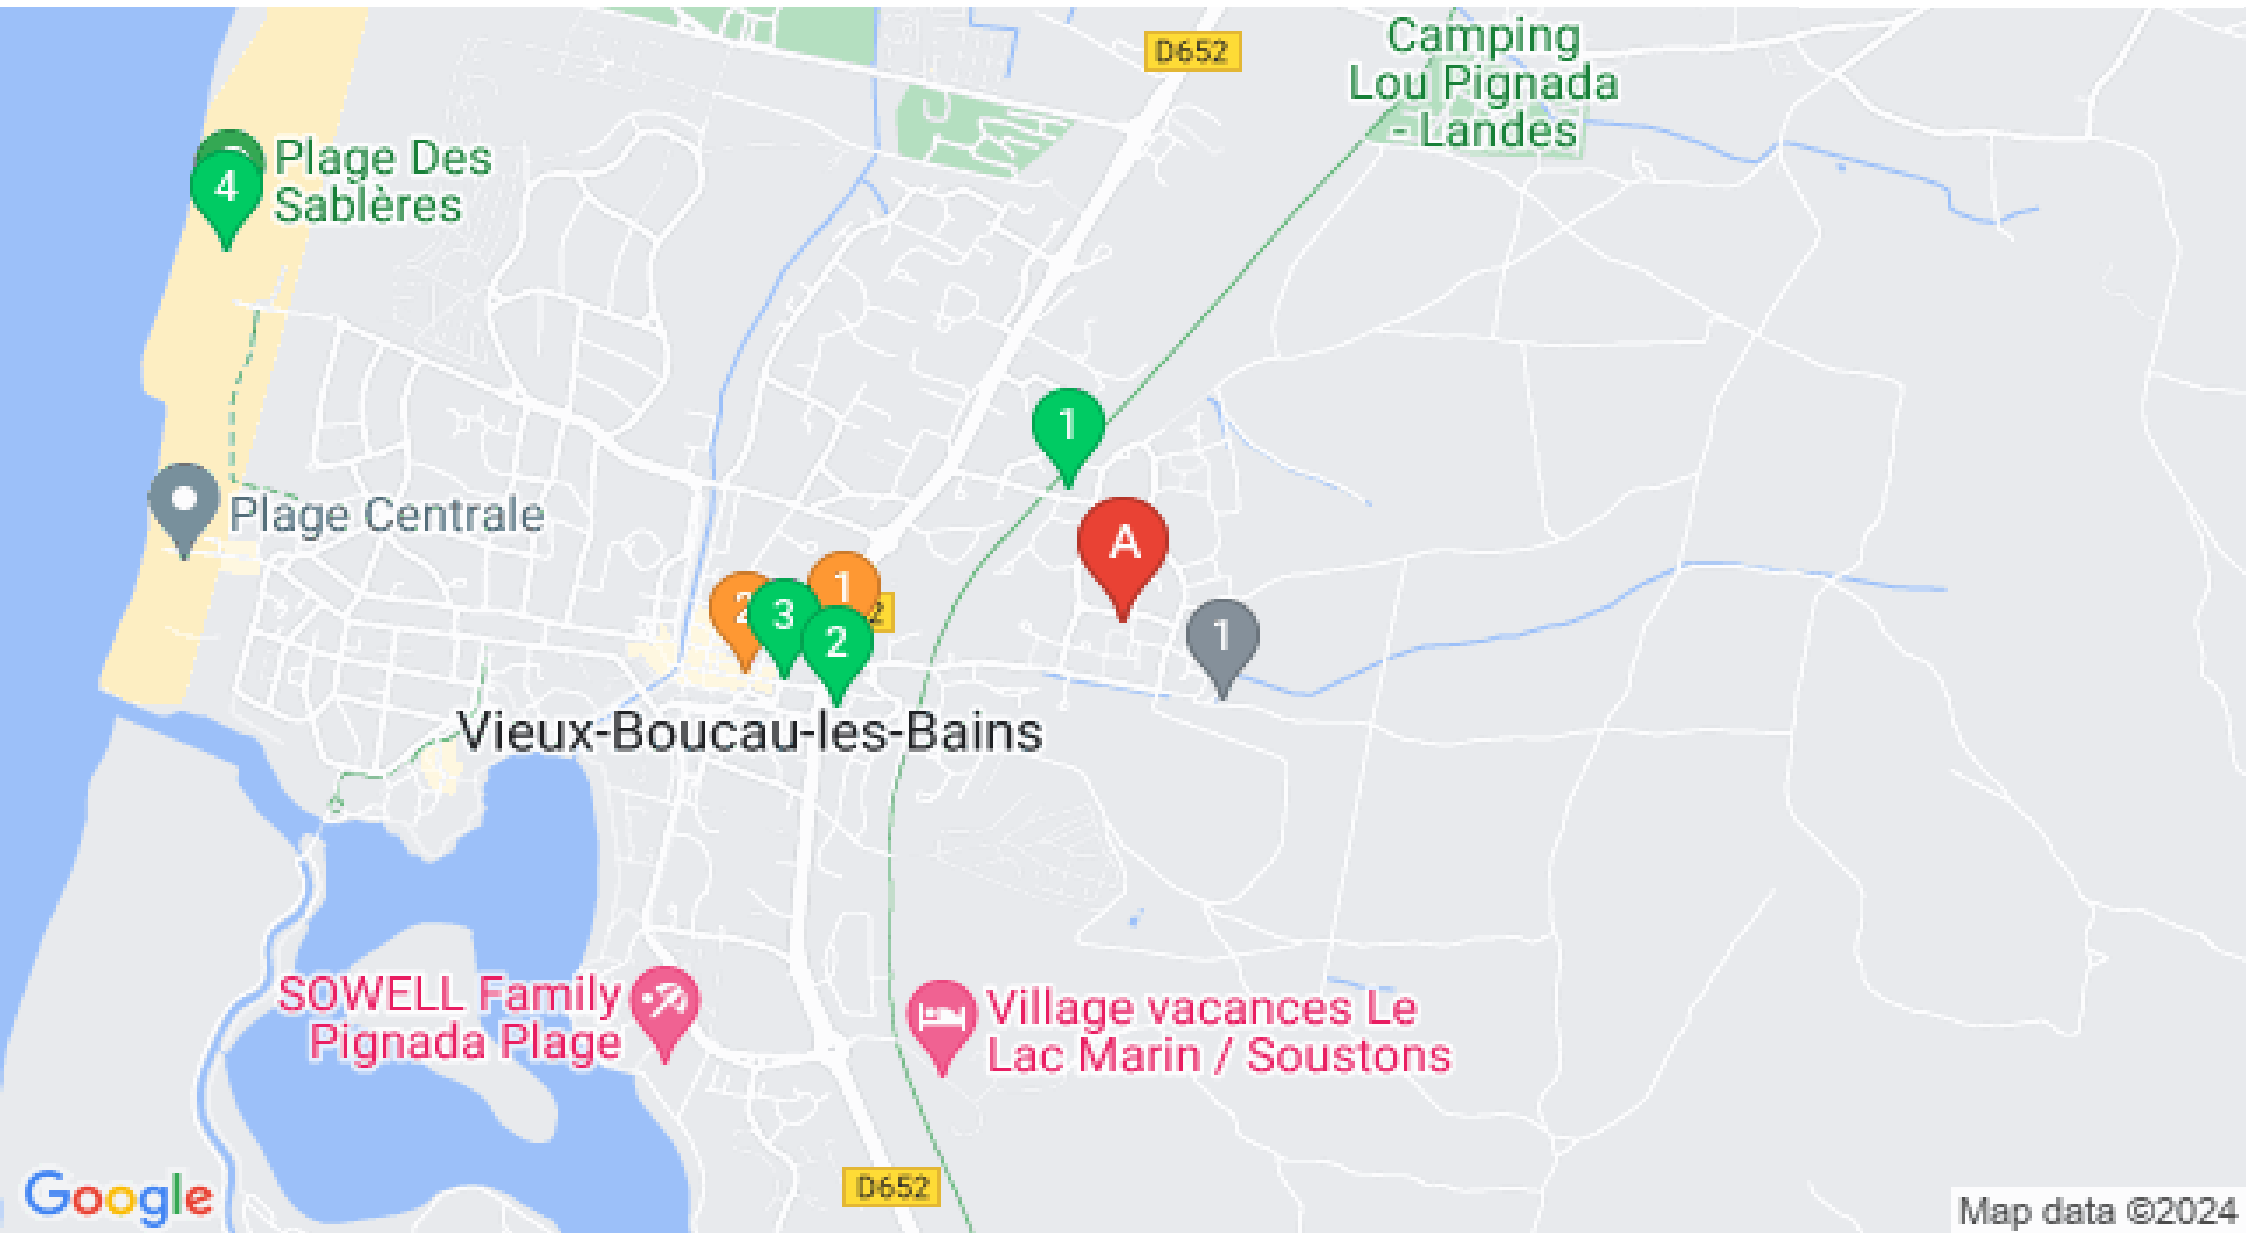 Camping
Lou Pignada
- Landes
D652
Plage Des
Sablères
4
1
Plage Centrale
A
1
2
3
2
2
1
Vieux-Boucau-les-Bains
SOWELL Family
Pignada Plage
Village vacances Le
Lac Marin / Soustons
D652
Google
Map data ©2024